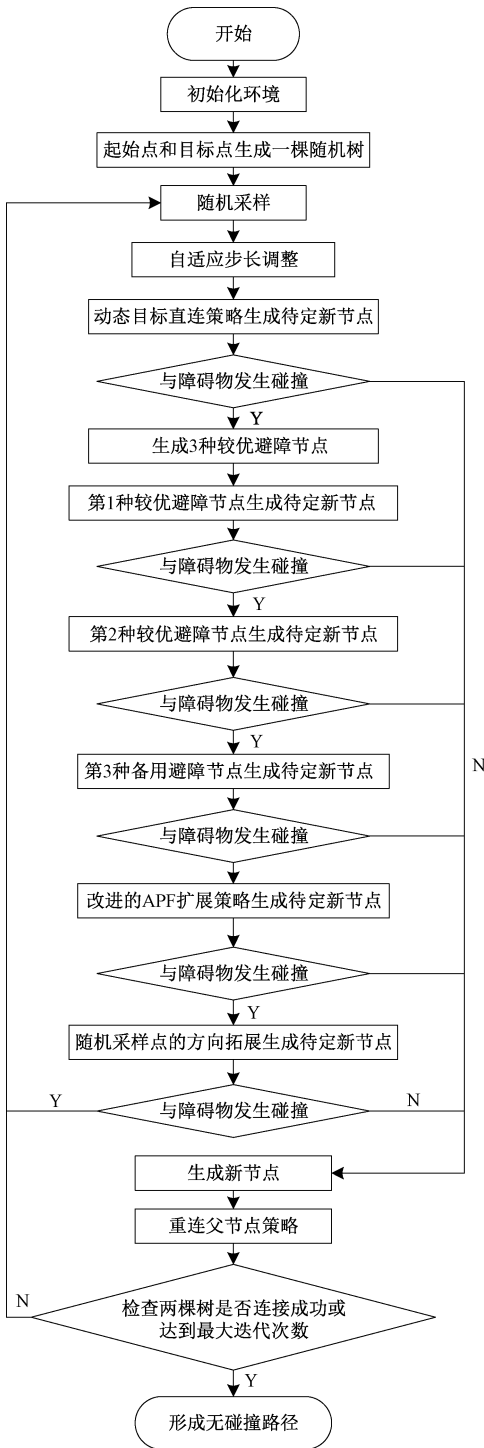 开始
初始化环境
起始点和目标点生成一棵随机树
随机采样
自适应步长调整
动态目标直连策略生成待定新节点
与障碍物发生碰撞
Y
生成3种较优避障节点
第1种较优避障节点生成待定新节点
与障碍物发生碰撞
Y
第2种较优避障节点生成待定新节点
与障碍物发生碰撞
Y
N
第3种备用避障节点生成待定新节点
与障碍物发生碰撞
改进的APF扩展策略生成待定新节点
与障碍物发生碰撞
Y
随机采样点的方向拓展生成待定新节点
Y
与障碍物发生碰撞
N
生成新节点
重连父节点策略
N
检查两棵树是否连接成功或
达到最大迭代次数
Y
形成无碰撞路径